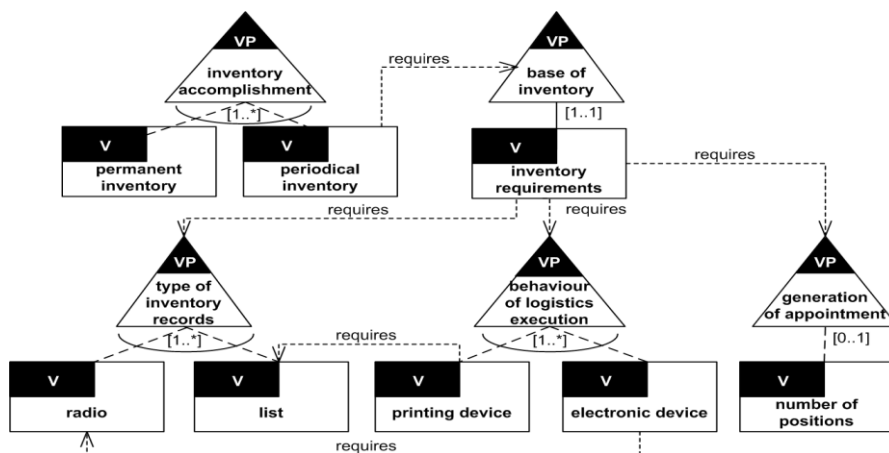 VP
inventory
accomplishment
[1..*]
requires
VP
base of
inventory
[1..1]
V
permanent
inventory
V
periodical
inventory
V
inventory
requirements
requires
requires
requires
VP
type of
inventory
records
[1..*]
VP
behaviour
of logistics
execution
[1..*]
VP
generation
of appointment
[0..1]
requires
V
radio
V
list
V
printing device
V
electronic device
V
number of
positions
requires